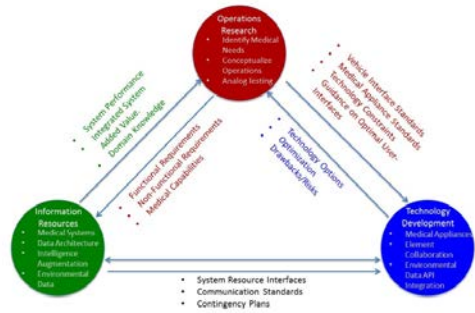 Operations
Research
• Identify Medical
Needs
• Conceptualize
Operations
• Analog Testing
• System Performance
• Integrated System
• Added Value.
• Domain Knowledge
• Functional Requirements
• Non-Functional Requirements
• Medical Capabilities
• Technology Options
• Optimization
• Drawbacks/Risks
• Vehicle Interface Standards
• Medical Appliance Standards
• Technology Constraints
• Guidance on Optimal User-
Interfaces
Information
Resources
• Medical Systems
• Data Architecture
• Intelligence
Augmentation
• Environmental
Data
Technology
Development
• Medical Appliances
• Element
Collaboration
• Environmental
Data API
Integration
• System Resource Interfaces
• Communication Standards
• Contingency Plans